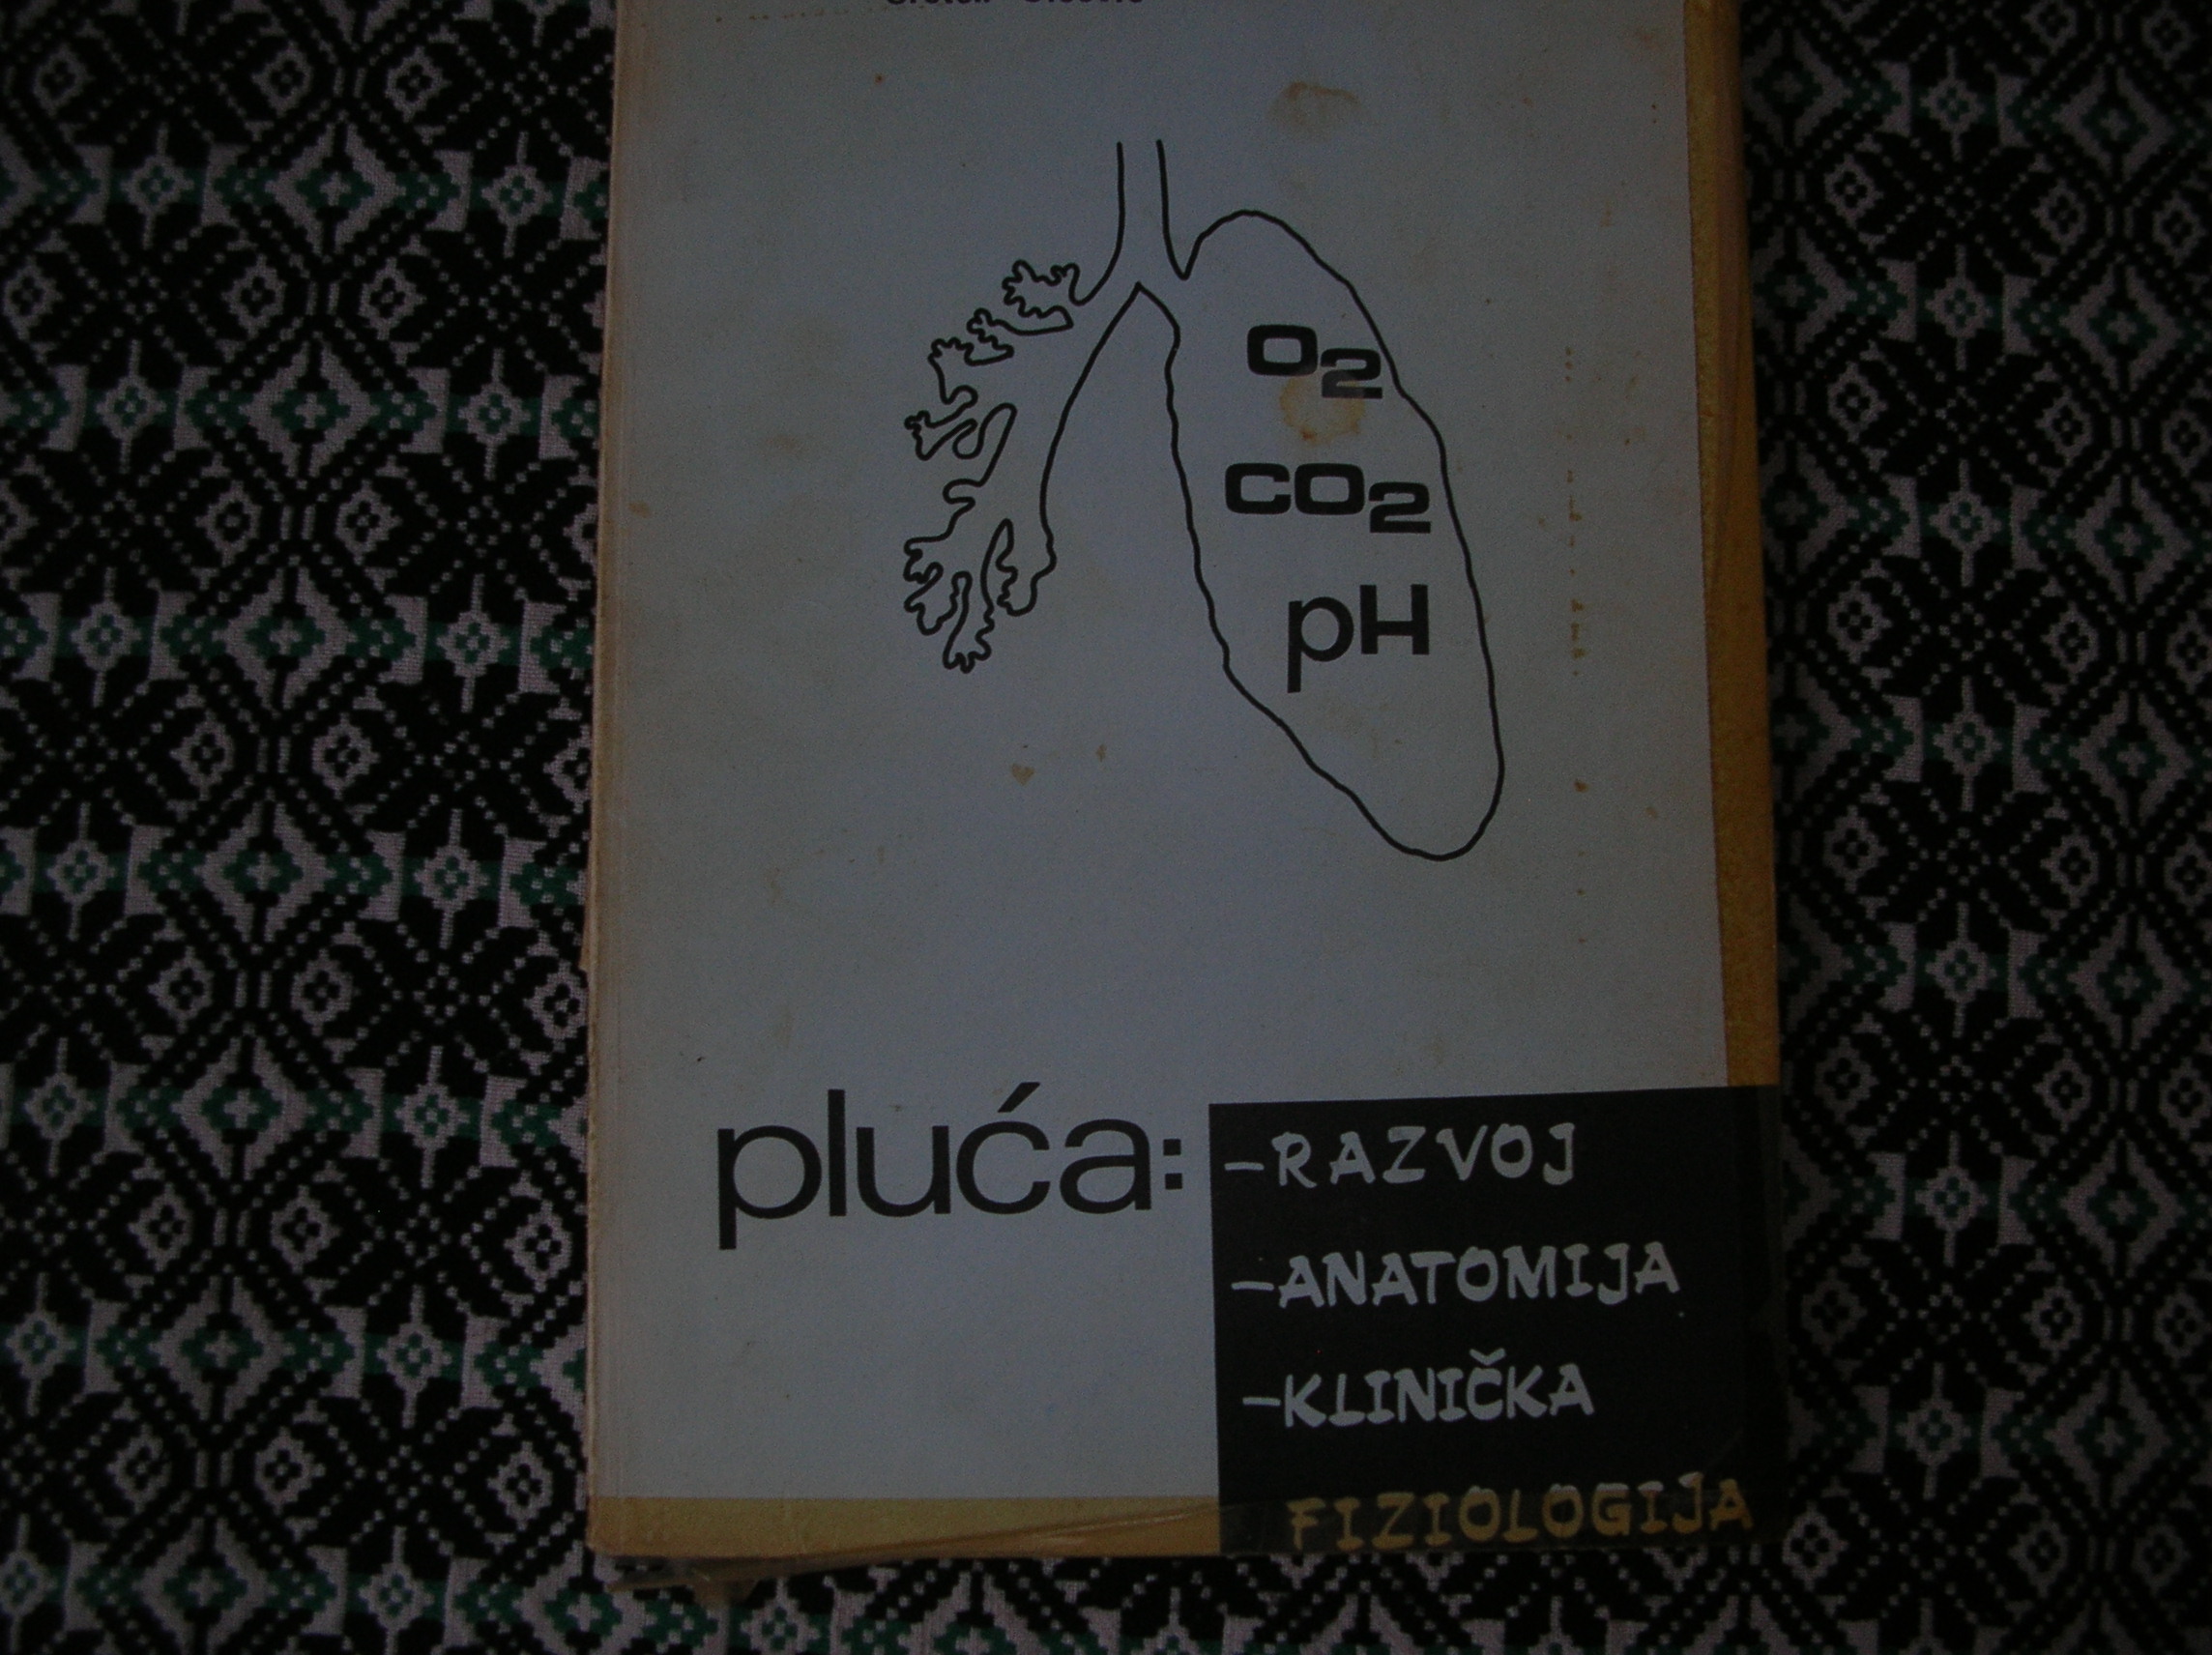 O2
CO2
pH
pluća:
-RAZVOJ
-ANATOMIJA
-KLINIČKA
FIZIOLOGIJA